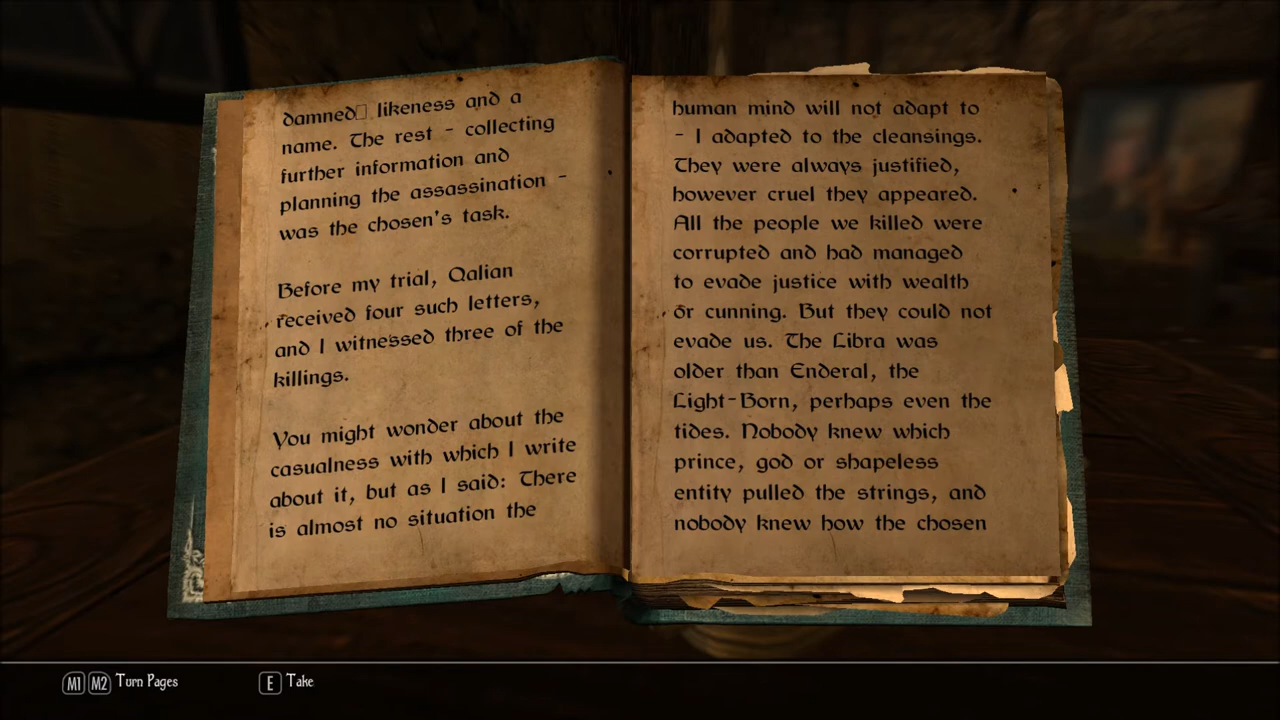 damned□ likeness and a
name. The rest - collecting
further information and
planning the assassination -
was the chosen's task.
Before my trial, Qalian
received four such letters,
and I witnessed three of the
killings.
You might wonder about the
casualness with which I write
about it, but as I said: There
is almost no situation the
human mind will not adapt to
- I adapted to the cleansings.
They were always justified,
however cruel they appeared.
All the people we killed were
corrupted and had managed
to evade justice with wealth
or cunning. But they could not
evade us. The Libra was
older than Enderal, the
Light-Born, perhaps even the
tides. Nobody knew which
prince, god or shapeless
entity pulled the strings, and
nobody knew how the chosen
M1 M2 Turn Pages
E Take